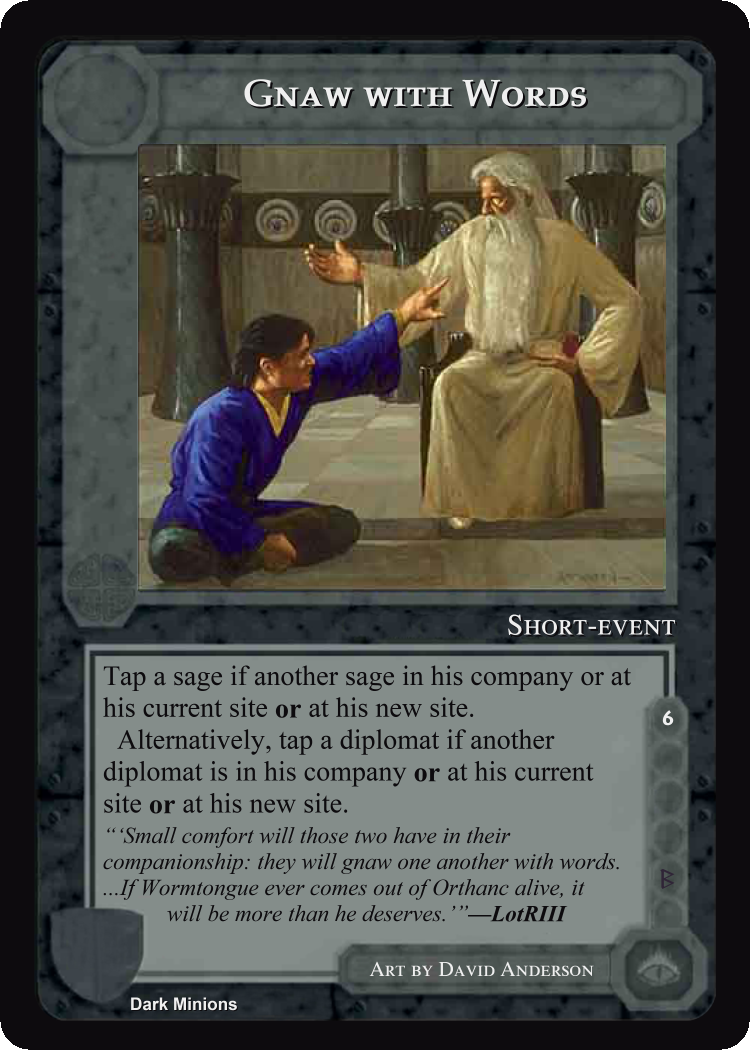 Gnaw with Words
Short-event
Tap a sage if another sage in his company or at
his current site or at his new site.
Alternatively, tap a diplomat if another
diplomat is in his company or at his current
site or at his new site.
6
“‘Small comfort will those two have in their
companionship: they will gnaw one another with words.
...If Wormtongue ever comes out of Orthanc alive, it
will be more than he deserves.’”—LotRIII
Art by David Anderson
Dark Minions